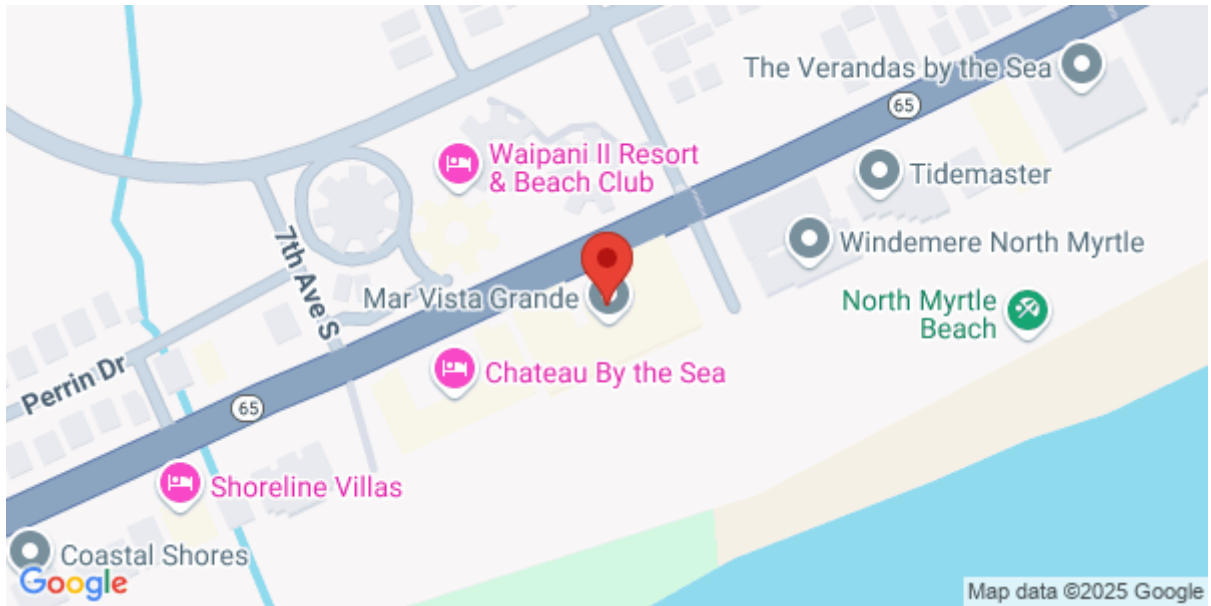 The Verandas by the Sea
65
Waipani II Resort
& Beach Club
Tidemaster
7th Ave S
Windemere North Myrtle
Mar Vista Grande
North Myrtle
Beach
Perrin Dr
Chateau By the Sea
65
Shoreline Villas
Coastal Shores
Google
Map data ©2025 Google